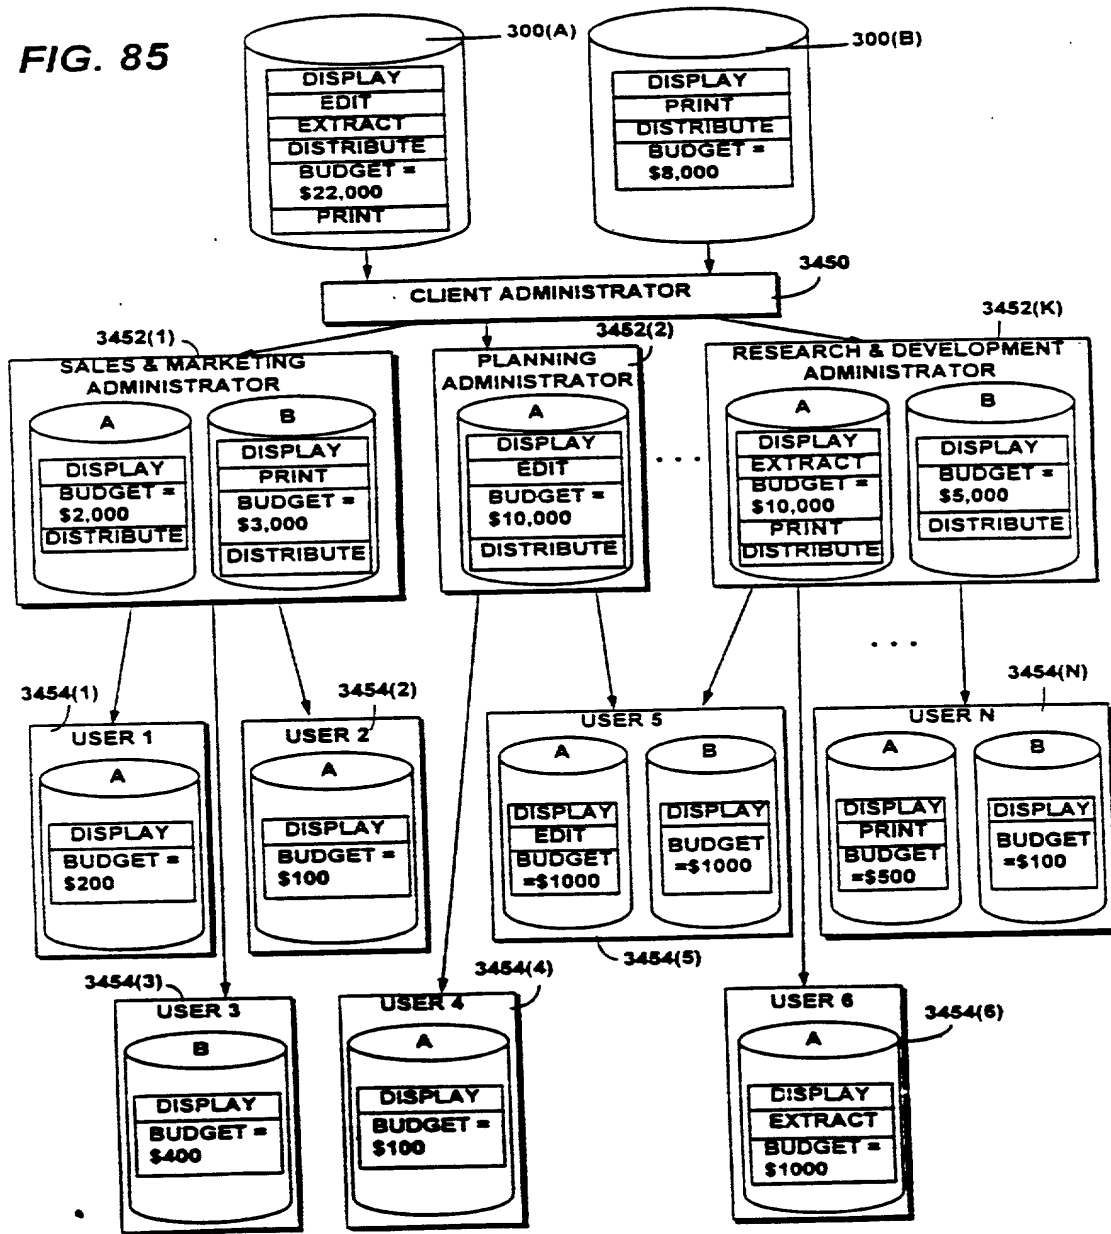 FIG. 85
300(A)
DISPLAY
EDIT
EXTRACT
DISTRIBUTE
BUDGET =
$22,000
PRINT
300(B)
DISPLAY
PRINT
DISTRIBUTE
BUDGET =
$8,000
CLIENT ADMINISTRATOR
3450
3452(1)
SALES & MARKETING
ADMINISTRATOR
A
DISPLAY
BUDGET =
$2,000
DISTRIBUTE
B
DISPLAY
PRINT
BUDGET =
$3,000
DISTRIBUTE
3452(2)
PLANNING
ADMINISTRATOR
A
DISPLAY
EDIT
BUDGET =
$10,000
DISTRIBUTE
. . .
3452(K)
RESEARCH & DEVELOPMENT
ADMINISTRATOR
A
DISPLAY
EXTRACT
BUDGET =
$10,000
PRINT
DISTRIBUTE
B
DISPLAY
BUDGET =
$5,000
DISTRIBUTE
. . .
3454(1)
USER 1
A
DISPLAY
BUDGET =
$200
3454(2)
USER 2
A
DISPLAY
BUDGET =
$100
USER 5
A
DISPLAY
EDIT
BUDGET
=$1000
B
DISPLAY
BUDGET
=$1000
3454(5)
3454(N)
USER N
A
DISPLAY
PRINT
BUDGET
=$500
B
DISPLAY
BUDGET
=$100
3454(3)
USER 3
B
DISPLAY
BUDGET =
$400
3454(4)
USER 4
A
DISPLAY
BUDGET =
$100
3454(6)
USER 6
A
DISPLAY
EXTRACT
BUDGET =
$1000